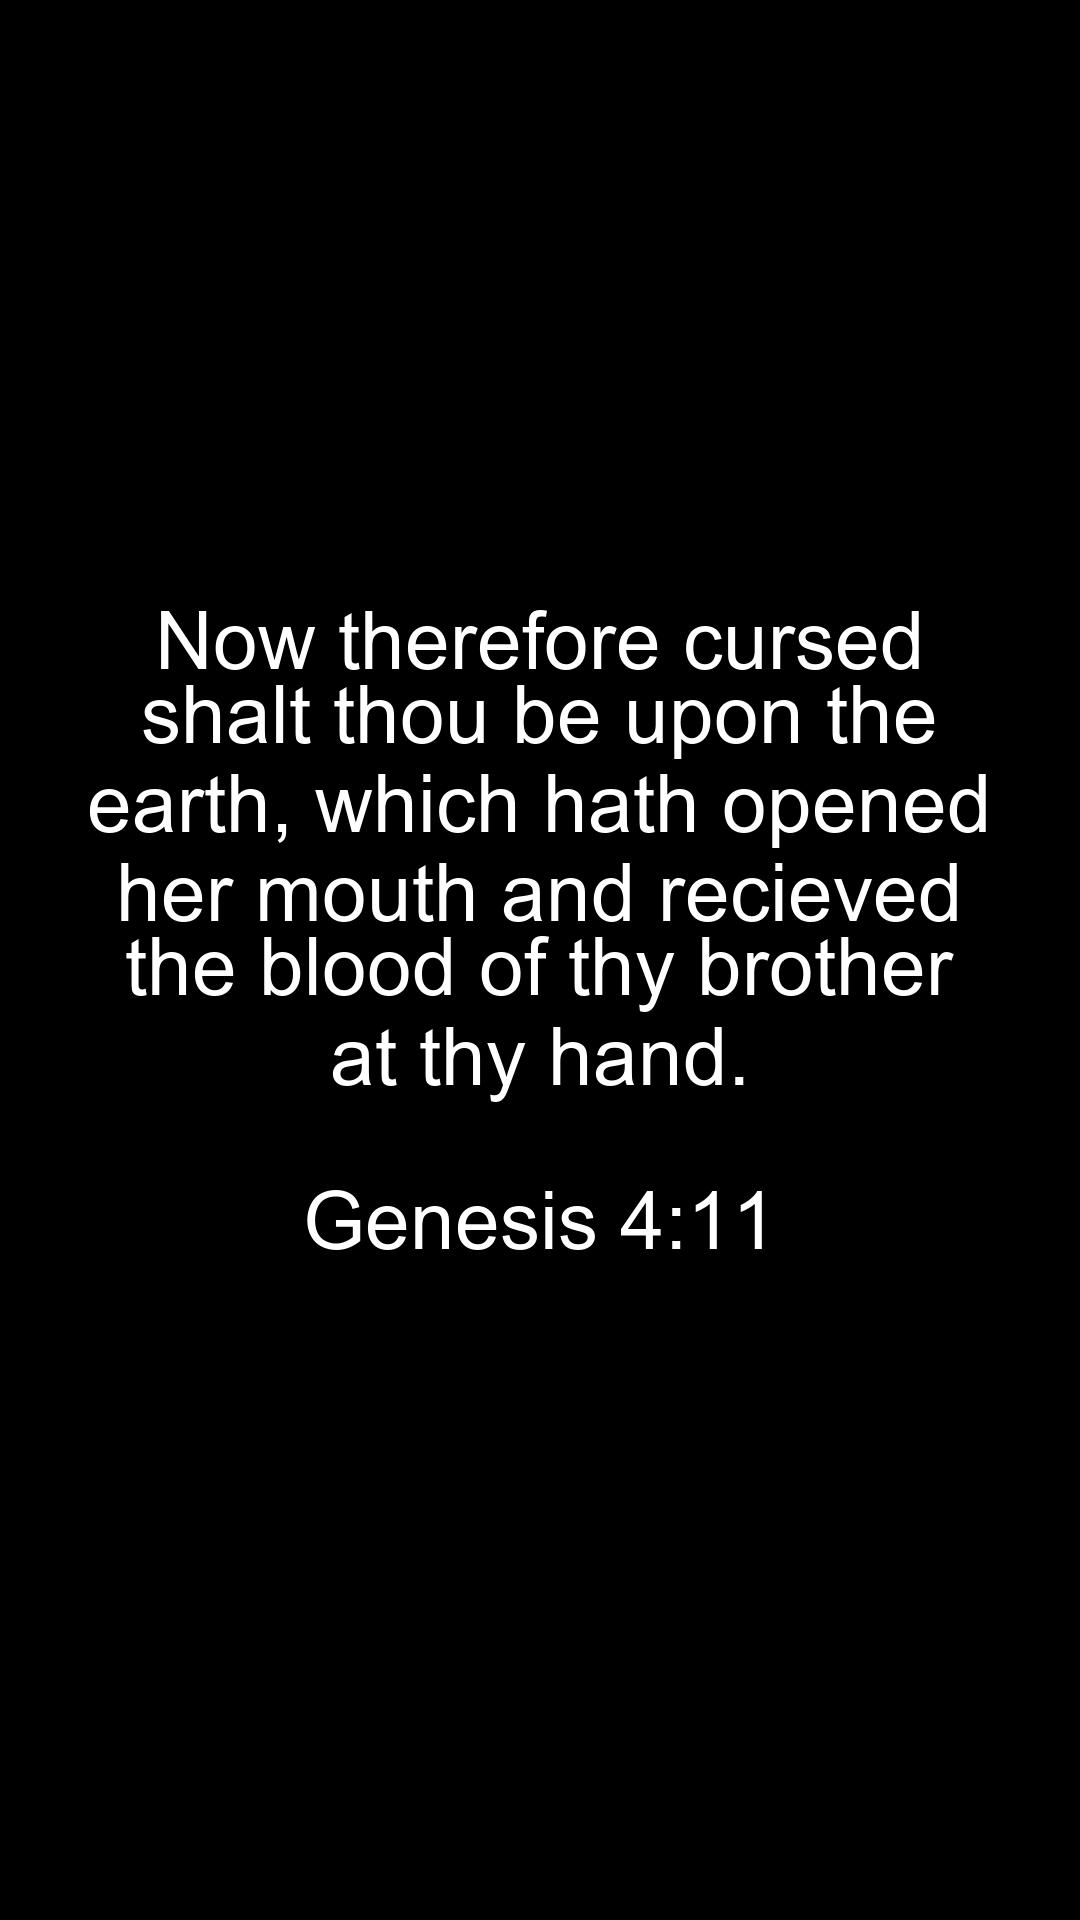 Now therefore cursed
shalt thou be upon the
earth, which hath opened
her mouth and recieved
the blood of thy brother
at thy hand.
Genesis 4:11